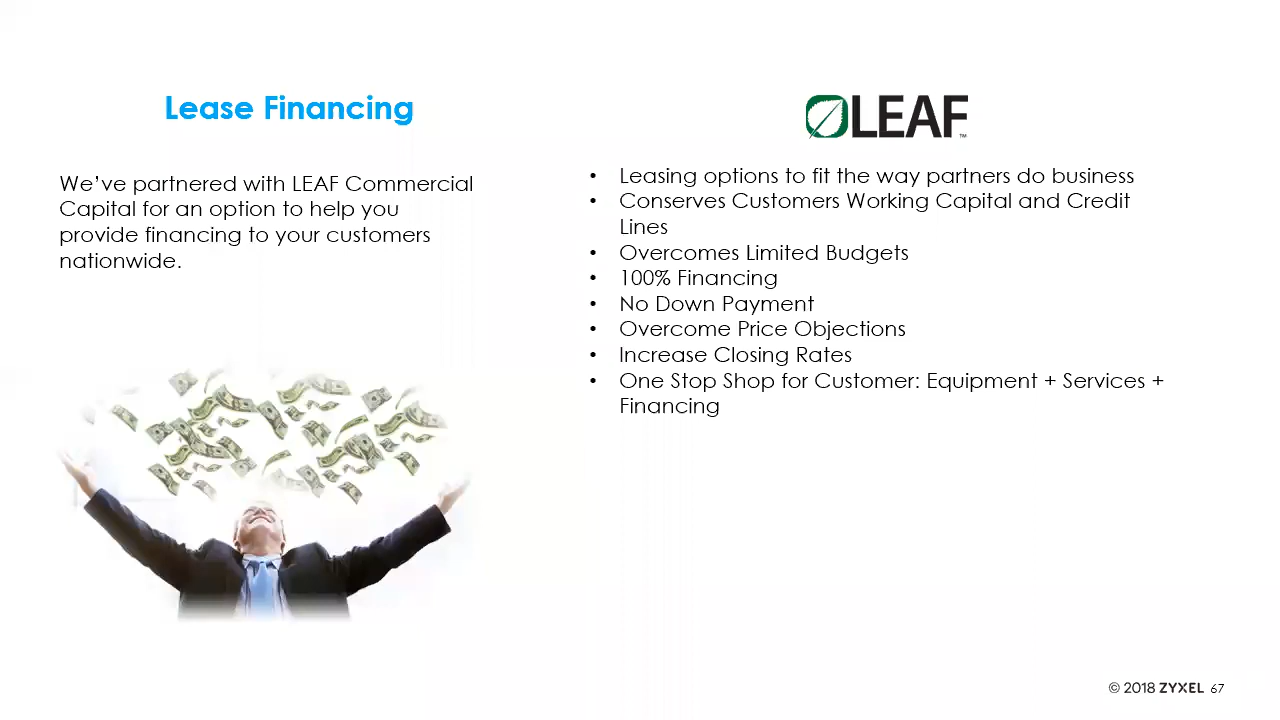 Lease Financing
We’ve partnered with LEAF Commercial
Capital for an option to help you
provide financing to your customers
nationwide.
LEAF™
• Leasing options to fit the way partners do business
• Conserves Customers Working Capital and Credit
Lines
• Overcomes Limited Budgets
• 100% Financing
• No Down Payment
• Overcome Price Objections
• Increase Closing Rates
• One Stop Shop for Customer: Equipment + Services +
Financing
© 2018 ZYXEL 67